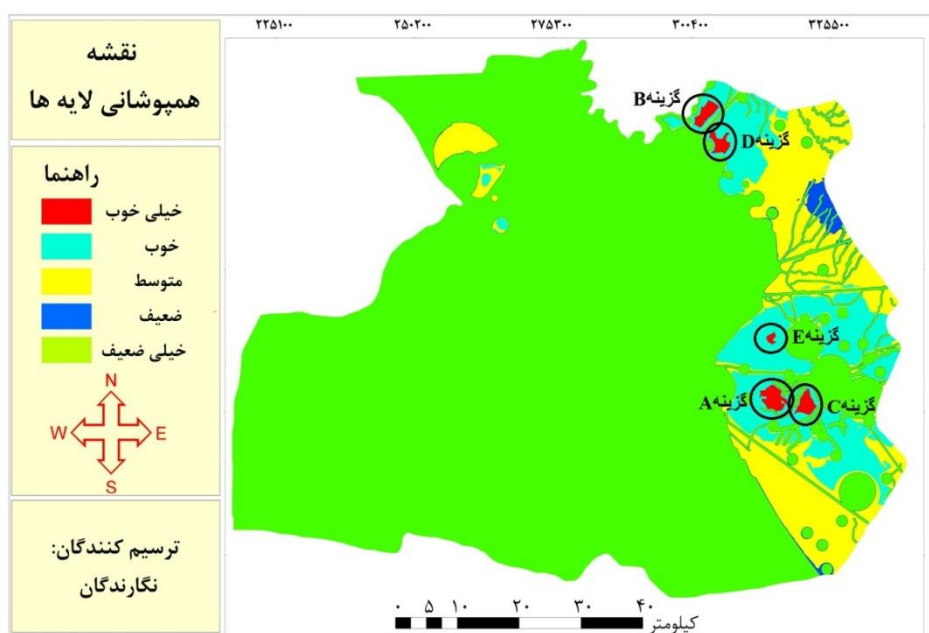 نقشه
همپوشانی لایه ها
راهنما
خیلی خوب
خوب
متوسط
ضعیف
خیلی ضعیف
N
W E
S
ترسیم کنندگان:
نگارندگان
۲۲۵۱۰۰ ۲۵۰۲۰۰ ۲۷۵۳۰۰ ۳۰۰۴۰۰ ۳۲۵۵۰۰
گزینهB
گزینهD
گزینهE
گزینهA
گزینهC
۰ ۵ ۱۰ ۲۰ ۳۰ ۴۰
کیلومتر